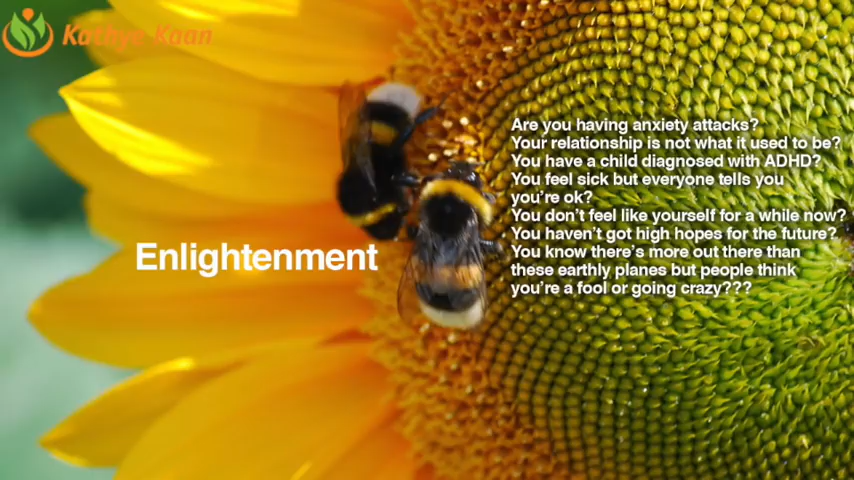 Kathye Kaan
Enlightenment
Are you having anxiety attacks?
Your relationship is not what it used to be?
You have a child diagnosed with ADHD?
You feel sick but everyone tells you
you're ok?
You don't feel like yourself for a while now?
You haven't got high hopes for the future?
You know there's more out there than
these earthly planes but people think
you're a fool or going crazy???